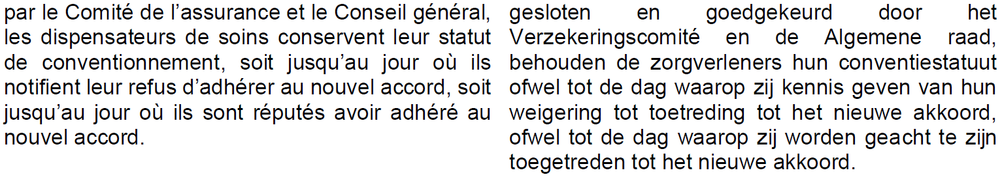 par le Comité de l’assurance et le Conseil général,
les dispensateurs de soins conservent leur statut
de conventionnement, soit jusqu’au jour où ils
notifient leur refus d’adhérer au nouvel accord, soit
jusqu’au jour où ils sont réputés avoir adhéré au
nouvel accord.
gesloten en goedgekeurd door het
Verzekeringscomité en de Algemene raad,
behouden de zorgverleners hun conventiestatuut
ofwel tot de dag waarop zij kennis geven van hun
weigering tot toetreding tot het nieuwe akkoord,
ofwel tot de dag waarop zij worden geacht te zijn
toegetreden tot het nieuwe akkoord.